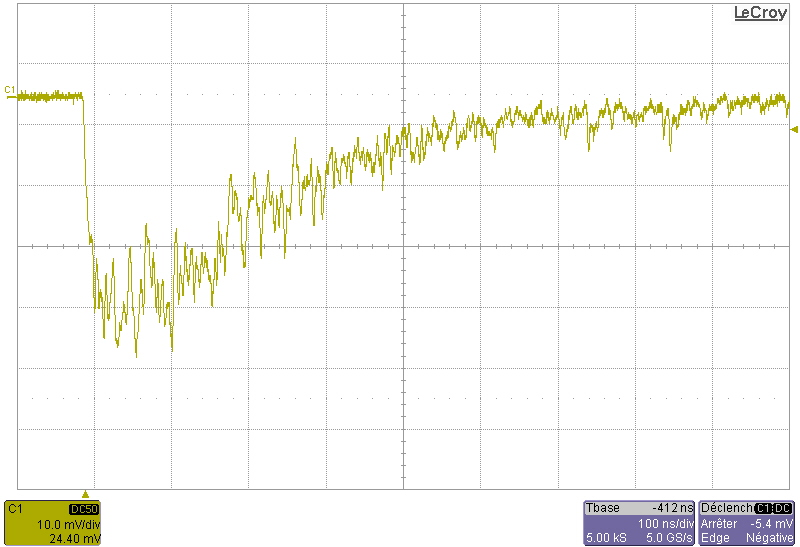 LeCroy
C1
C1 DC50
10.0 mV/div
24.40 mV
Tbase -412 ns
100 ns/div
5.00 kS 5.0 GS/s
Déclench C1 DC
Arrêter -5.4 mV
Edge Négative